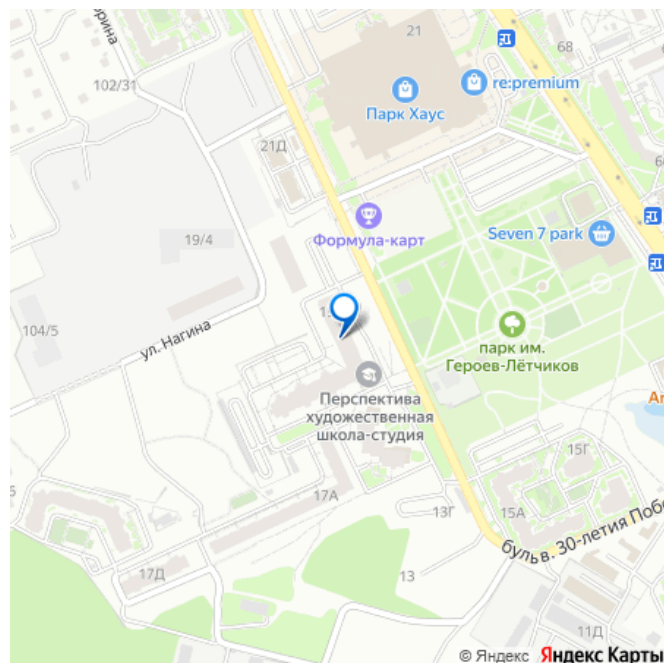 21
68
102/31
re:premium
Парк Хаус
21Д
19/4
Формула-карт
Seven 7 park
104/5
ул. Нагина
парк им.
Героев-Лётчиков
Перспектива
художественная
школа-студия
15Г
17А
13Г
15А
бульв. 30-летия Побе
17Д
13
11Д
© Яндекс Яндекс Карты